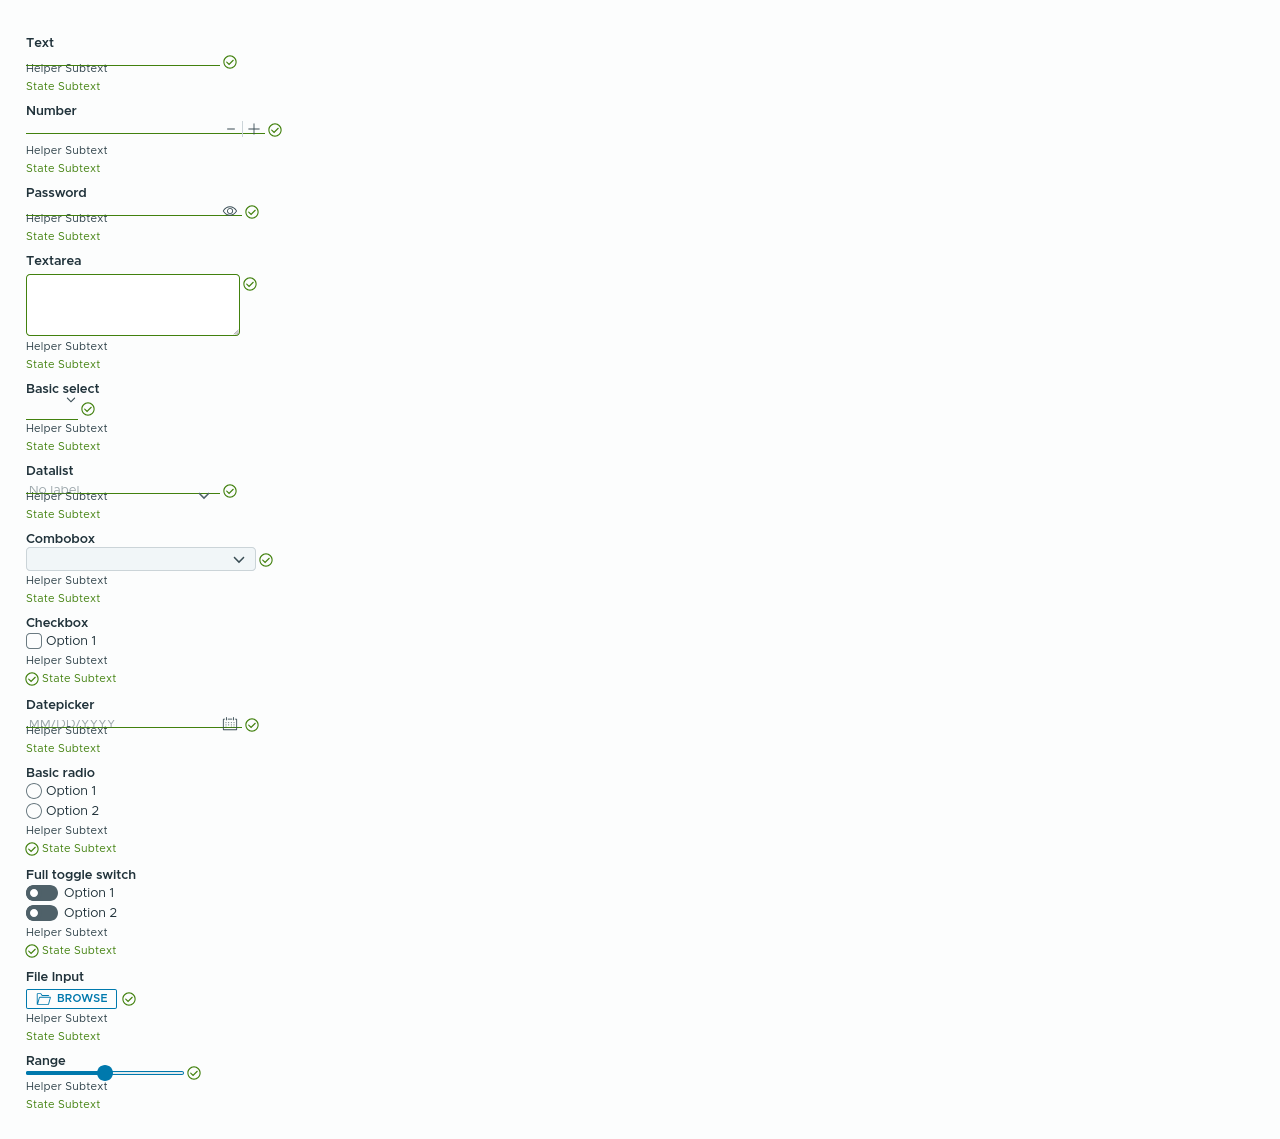 Text
Helper Subtext
State Subtext
Number
Helper Subtext
State Subtext
Password
Helper Subtext
State Subtext
Textarea
Helper Subtext
State Subtext
Basic select
Helper Subtext
State Subtext
Datalist
No label
Helper Subtext
State Subtext
Combobox
Helper Subtext
State Subtext
Checkbox
Option 1
Helper Subtext
State Subtext
Datepicker
MM/DD/YYYY
Helper Subtext
State Subtext
Basic radio
Option 1
Option 2
Helper Subtext
State Subtext
Full toggle switch
Option 1
Option 2
Helper Subtext
State Subtext
File Input
BROWSE
Helper Subtext
State Subtext
Range
Helper Subtext
State Subtext